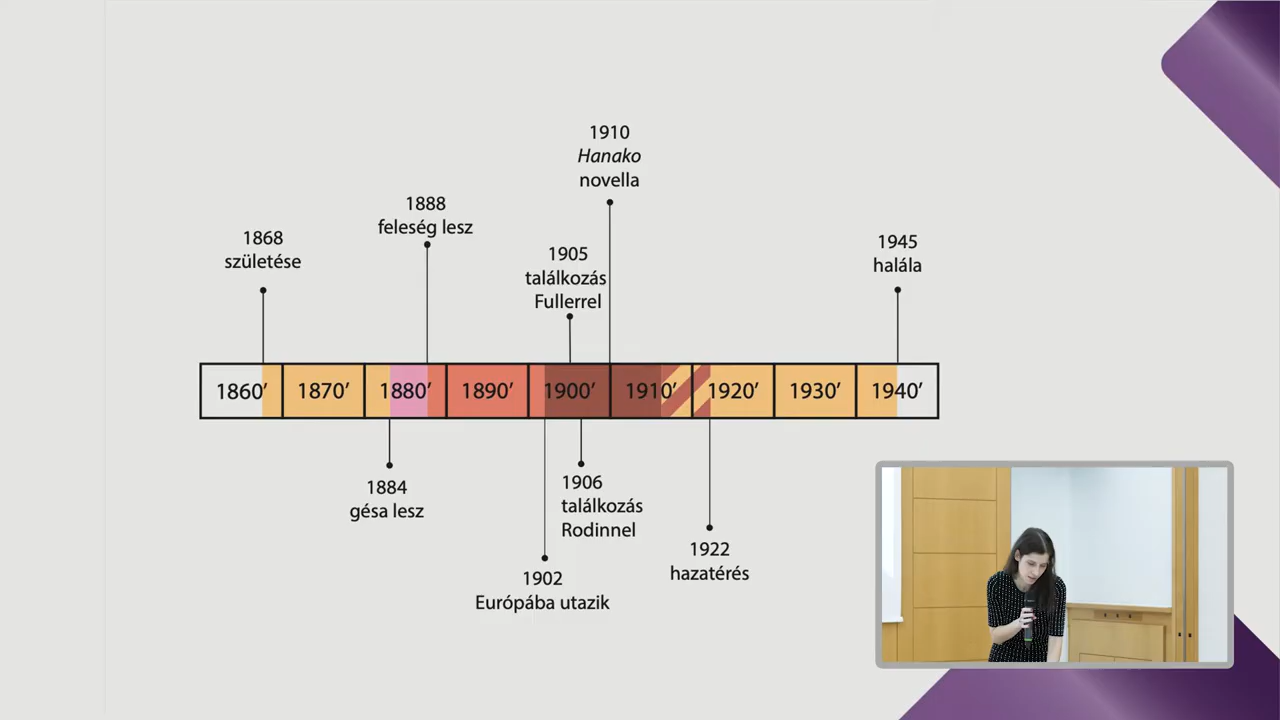 1910
Hanako
novella
1888
feleség lesz
1868
születése
1905
találkozás
Fullerrel
1945
halála
1860’ 1870’ 1880’ 1890’ 1900’ 1910’ 1920’ 1930’ 1940’
1884
gésa lesz
1906
találkozás
Rodinnel
1922
hazatérés
1902
Európába utazik